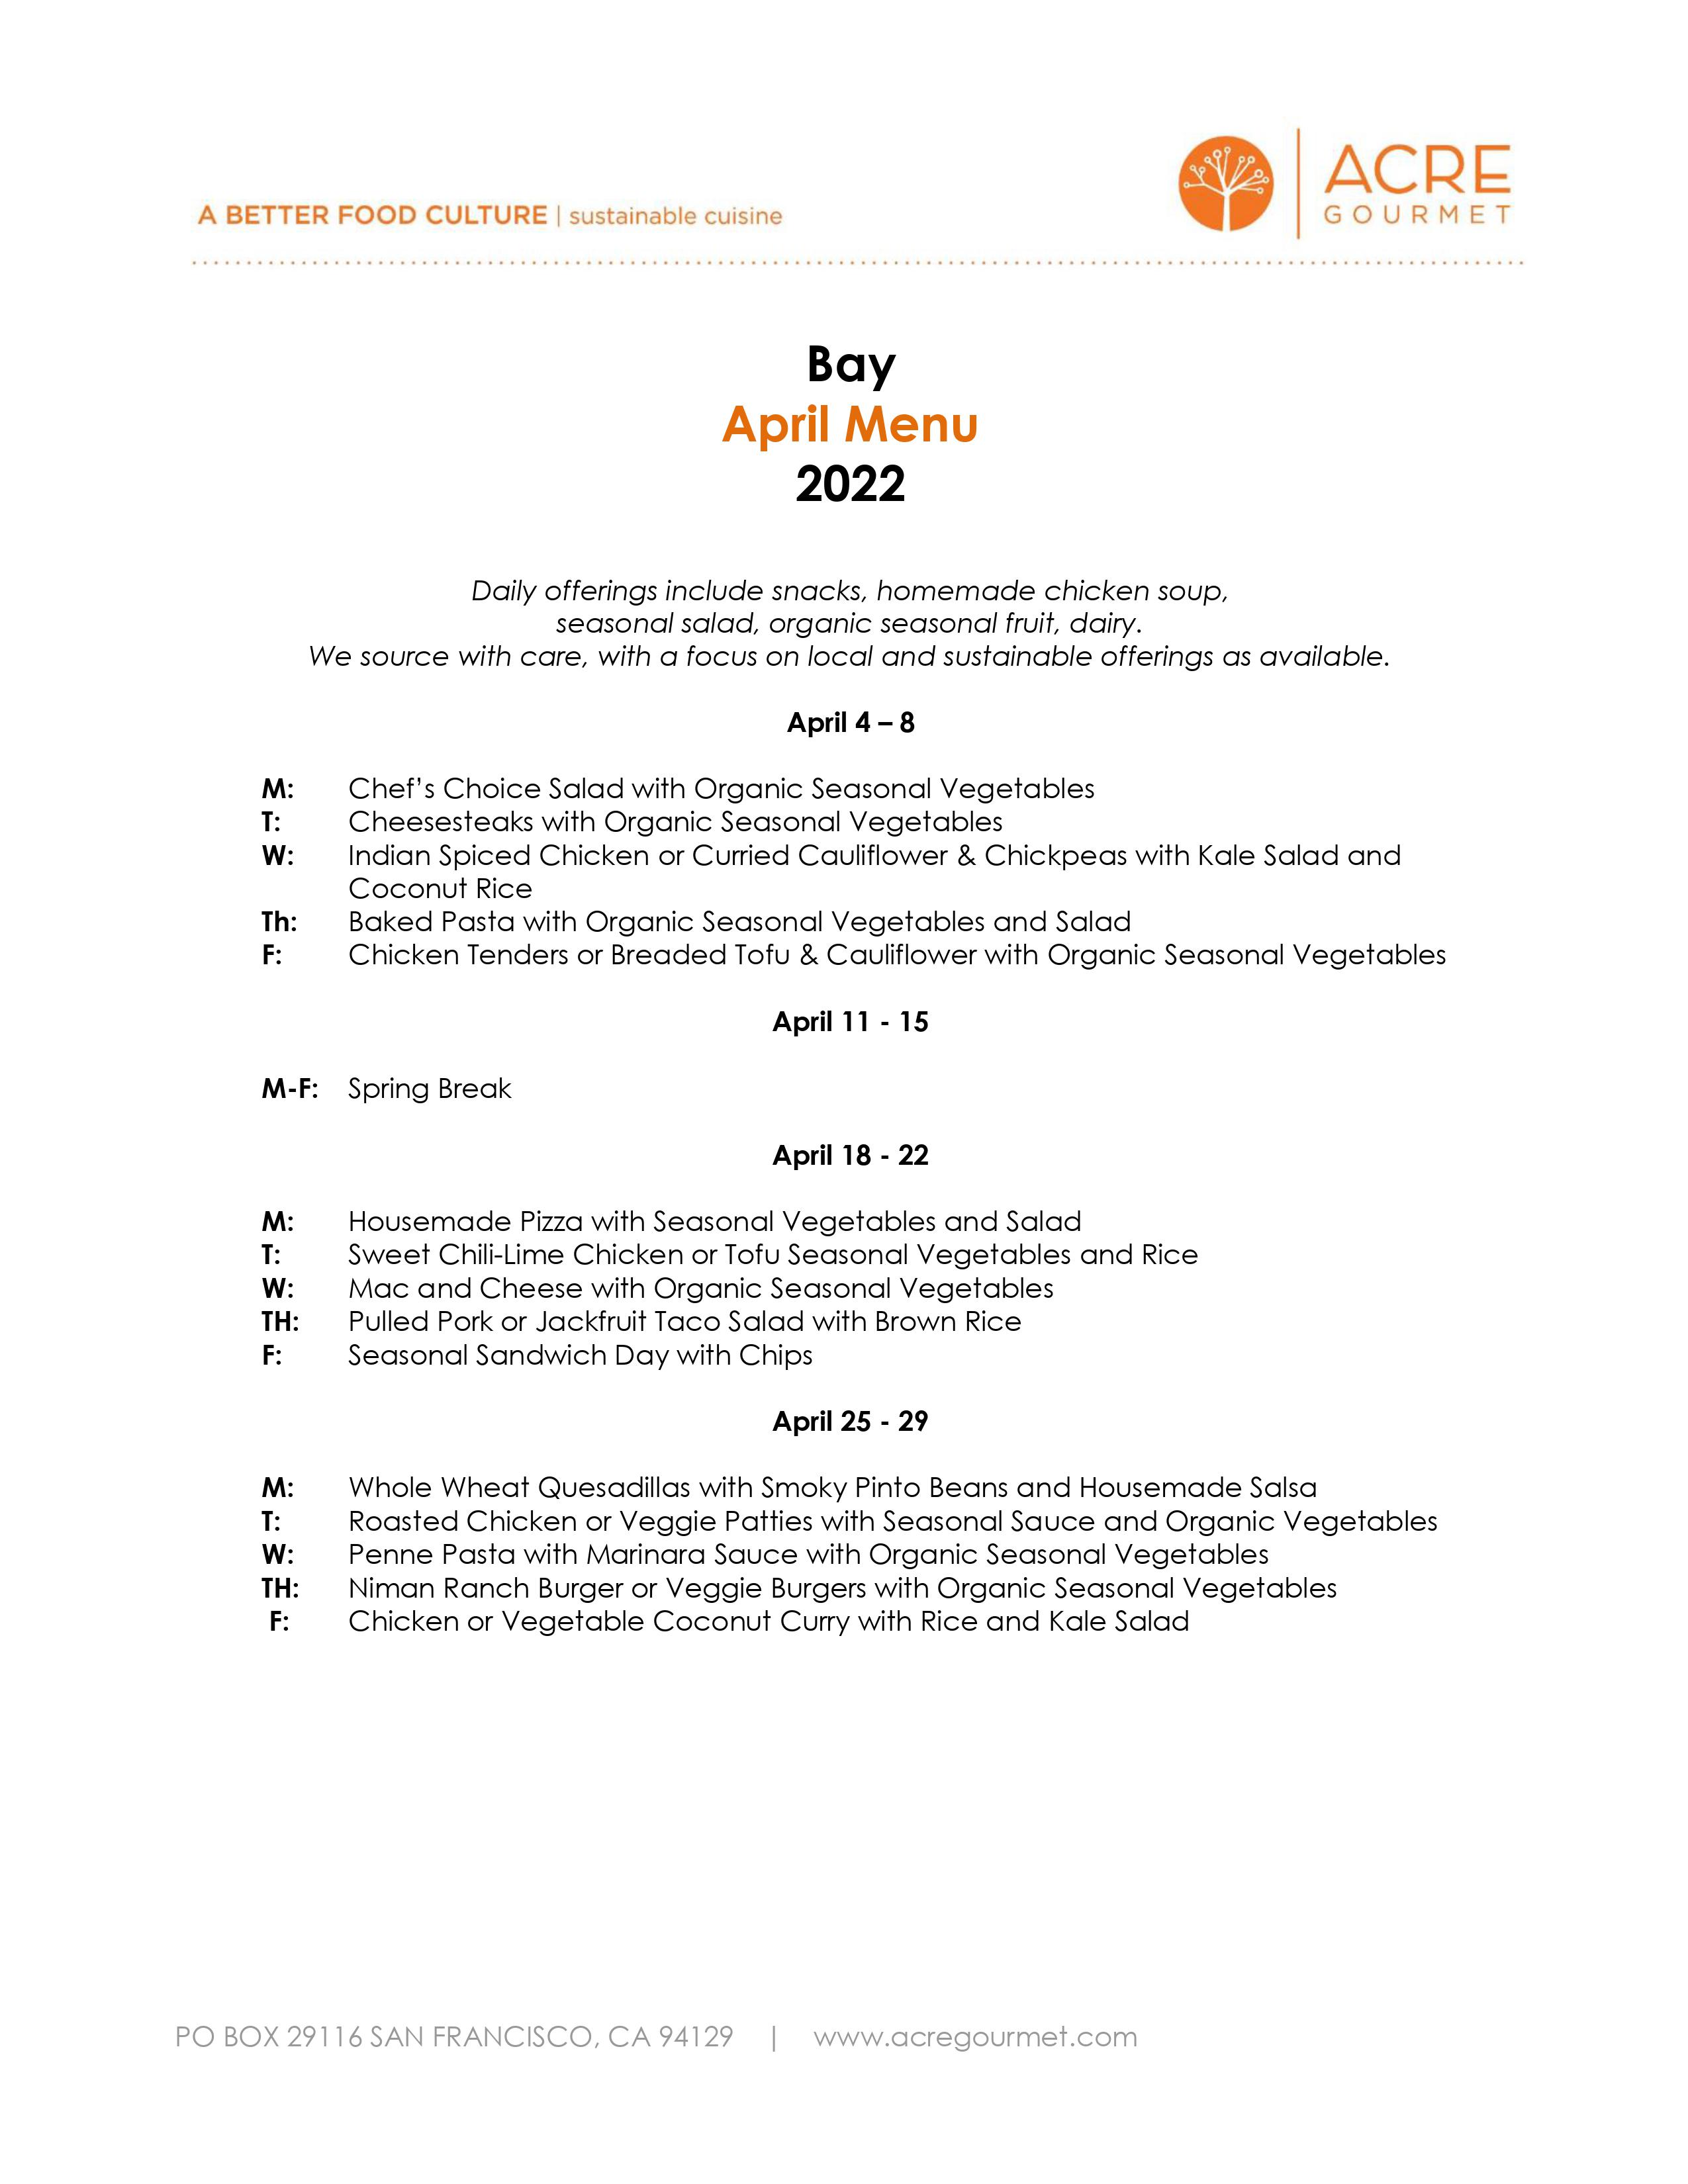 A BETTER FOOD CULTURE | sustainable cuisine
ACRE
GOURMET
Bay
April Menu
2022
Daily offerings include snacks, homemade chicken soup,
seasonal salad, organic seasonal fruit, dairy.
We source with care, with a focus on local and sustainable offerings as available.
April 4 – 8
M: Chef’s Choice Salad with Organic Seasonal Vegetables
T: Cheesesteaks with Organic Seasonal Vegetables
W: Indian Spiced Chicken or Curried Cauliflower & Chickpeas with Kale Salad and
Coconut Rice
Th: Baked Pasta with Organic Seasonal Vegetables and Salad
F: Chicken Tenders or Breaded Tofu & Cauliflower with Organic Seasonal Vegetables
April 11 - 15
M-F: Spring Break
April 18 - 22
M: Housemade Pizza with Seasonal Vegetables and Salad
T: Sweet Chili-Lime Chicken or Tofu Seasonal Vegetables and Rice
W: Mac and Cheese with Organic Seasonal Vegetables
TH: Pulled Pork or Jackfruit Taco Salad with Brown Rice
F: Seasonal Sandwich Day with Chips
April 25 - 29
M: Whole Wheat Quesadillas with Smoky Pinto Beans and Housemade Salsa
T: Roasted Chicken or Veggie Patties with Seasonal Sauce and Organic Vegetables
W: Penne Pasta with Marinara Sauce with Organic Seasonal Vegetables
TH: Niman Ranch Burger or Veggie Burgers with Organic Seasonal Vegetables
F: Chicken or Vegetable Coconut Curry with Rice and Kale Salad
PO BOX 29116 SAN FRANCISCO, CA 94129 | www.acregourmet.com